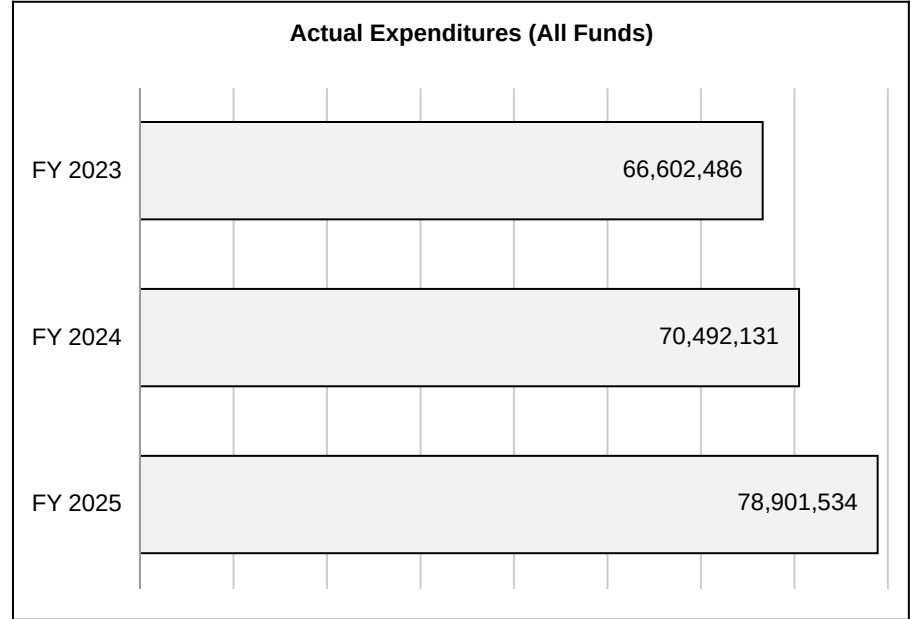 Actual Expenditures (All Funds)
FY 2023 66,602,486
FY 2024 70,492,131
FY 2025 78,901,534